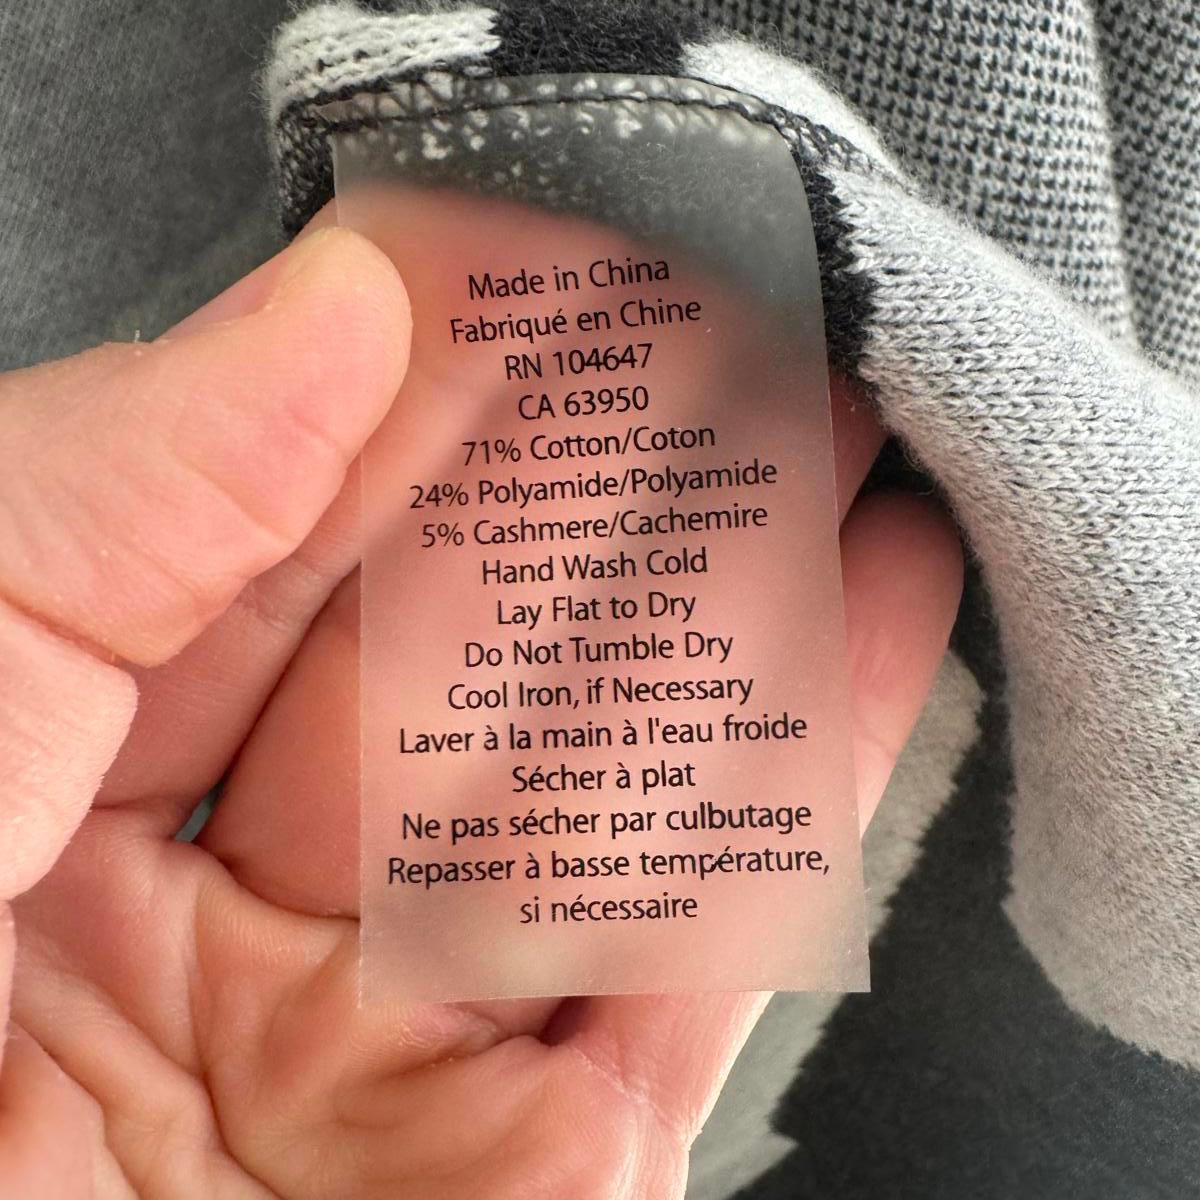 Made in China
Fabriqué en Chine
RN 104647
CA 63950
71% Cotton/Coton
24% Polyamide/Polyamide
5% Cashmere/Cachemire
Hand Wash Cold
Lay Flat to Dry
Do Not Tumble Dry
Cool Iron, if Necessary
Laver à la main à l'eau froide
Sécher à plat
Ne pas sécher par culbutage
Repasser à basse température,
si nécessaire